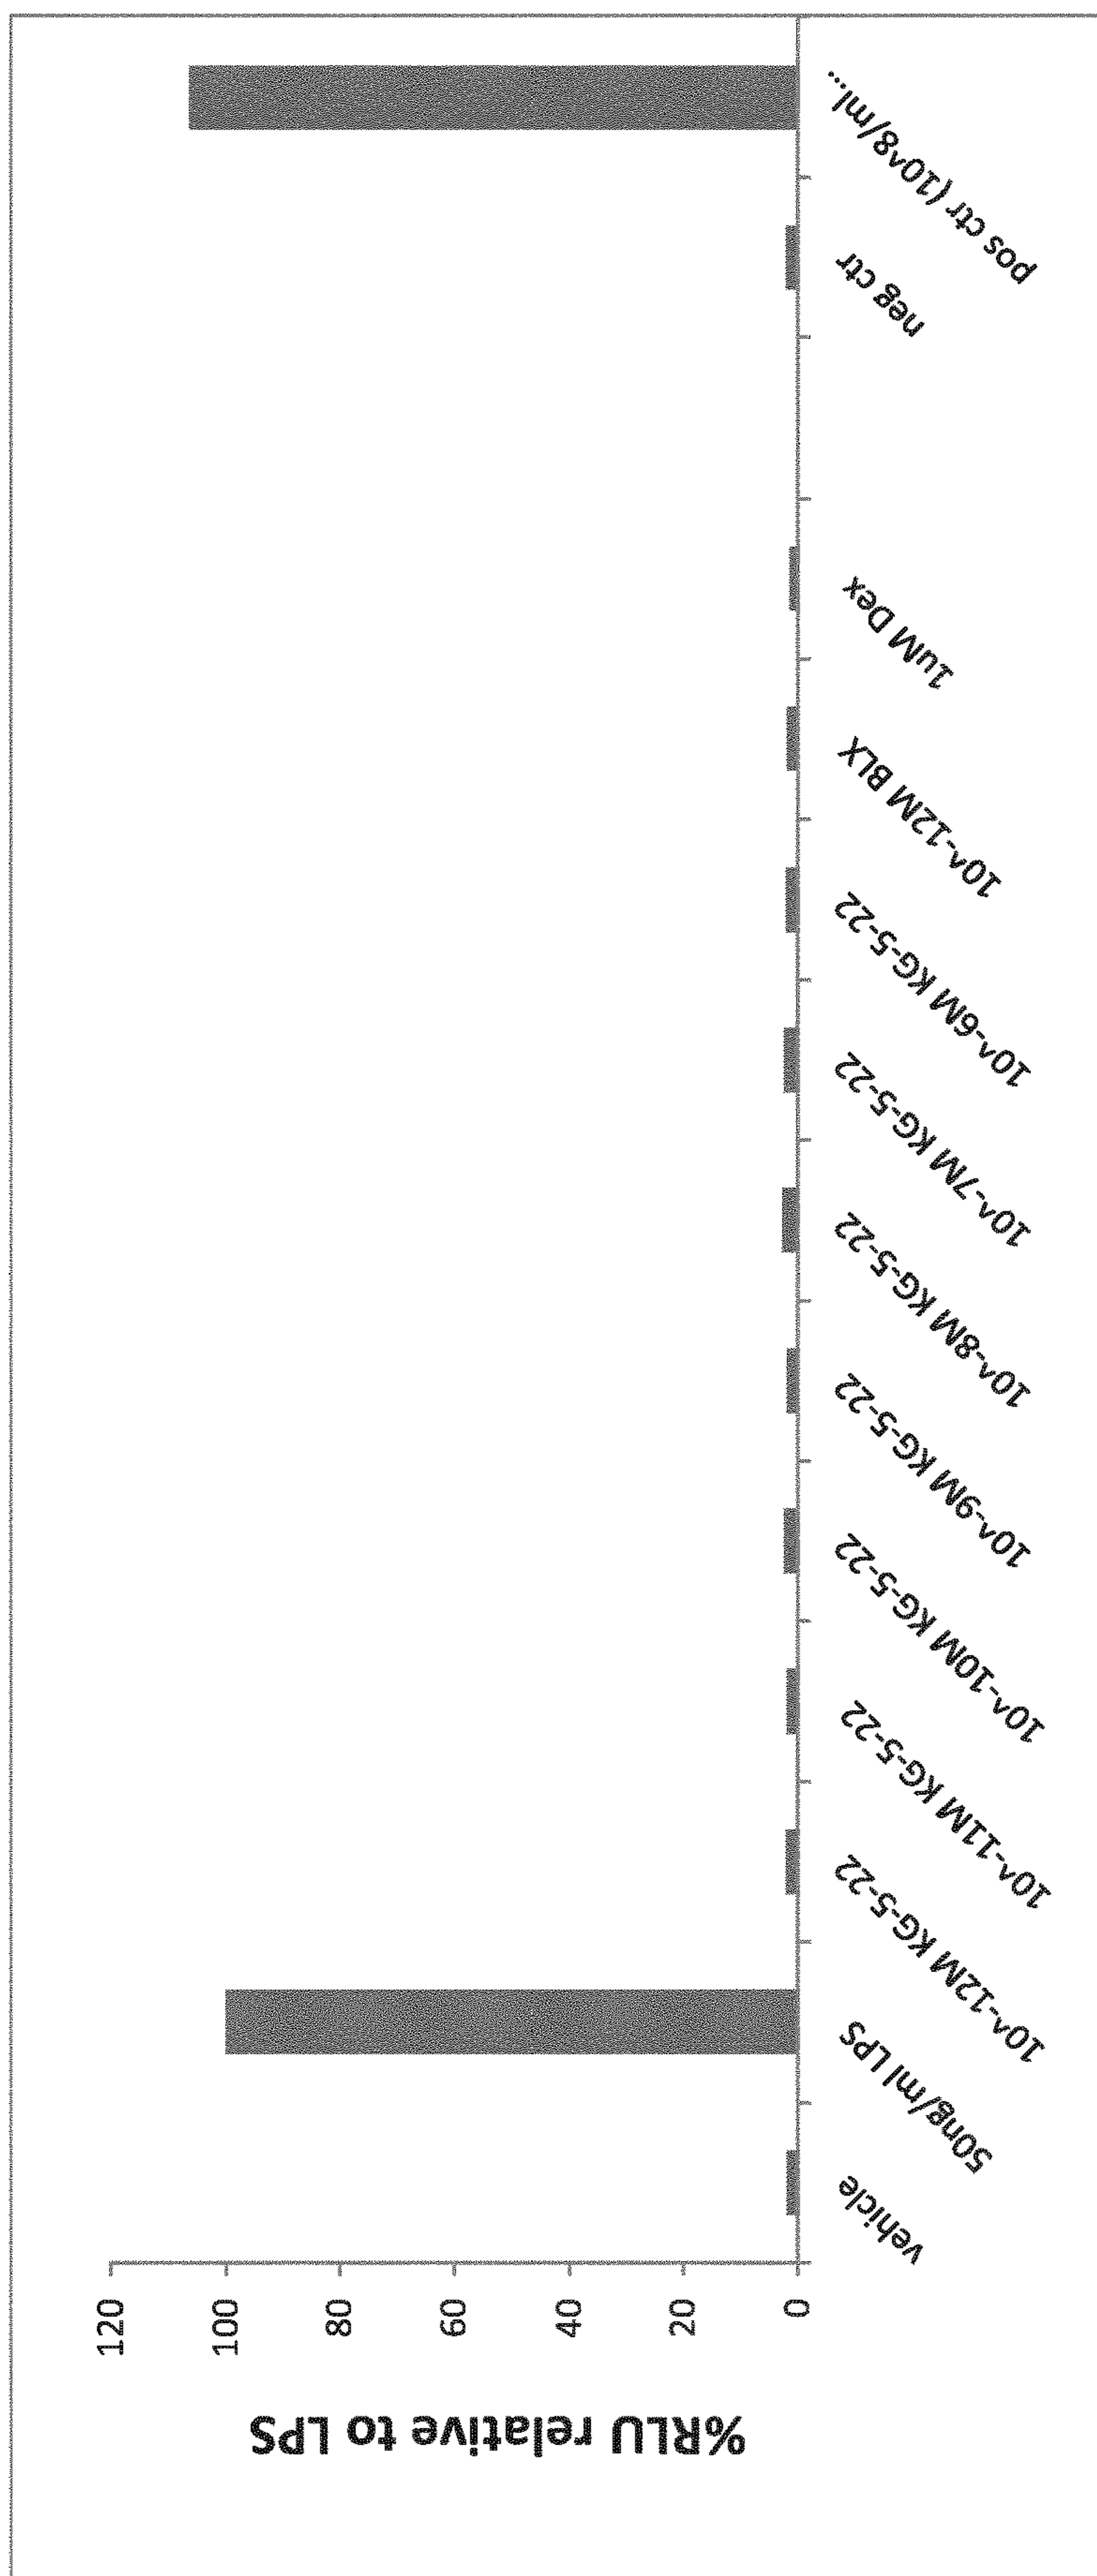 %RLU relative to LPS
120
100
80
60
40
20
0
vehicle
50ng/ml LPS
10^-12M KG-5-22
10^-11M KG-5-22
10^-10M KG-5-22
10^-9M KG-5-22
10^-8M KG-5-22
10^-7M KG-5-22
10^-6M KG-5-22
10^-12M BLX
1uM Dex
neg ctr
pos ctr (10^8/ml...